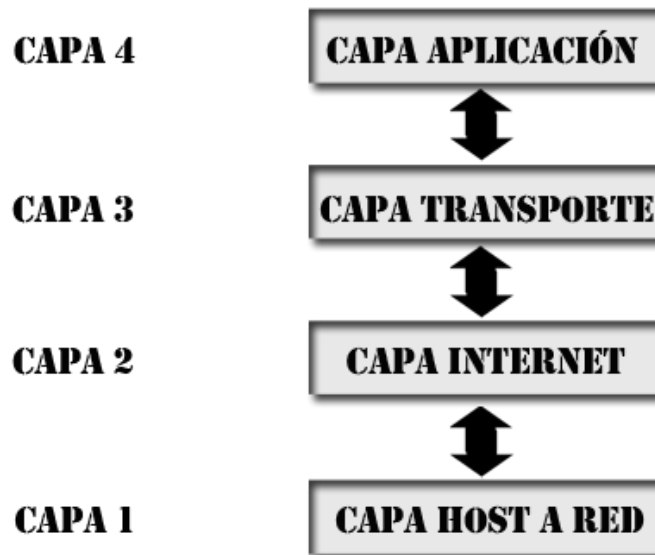 CAPA 4
CAPA APLICACIÓN
CAPA 3
CAPA TRANSPORTE
CAPA 2
CAPA INTERNET
CAPA 1
CAPA HOST A RED